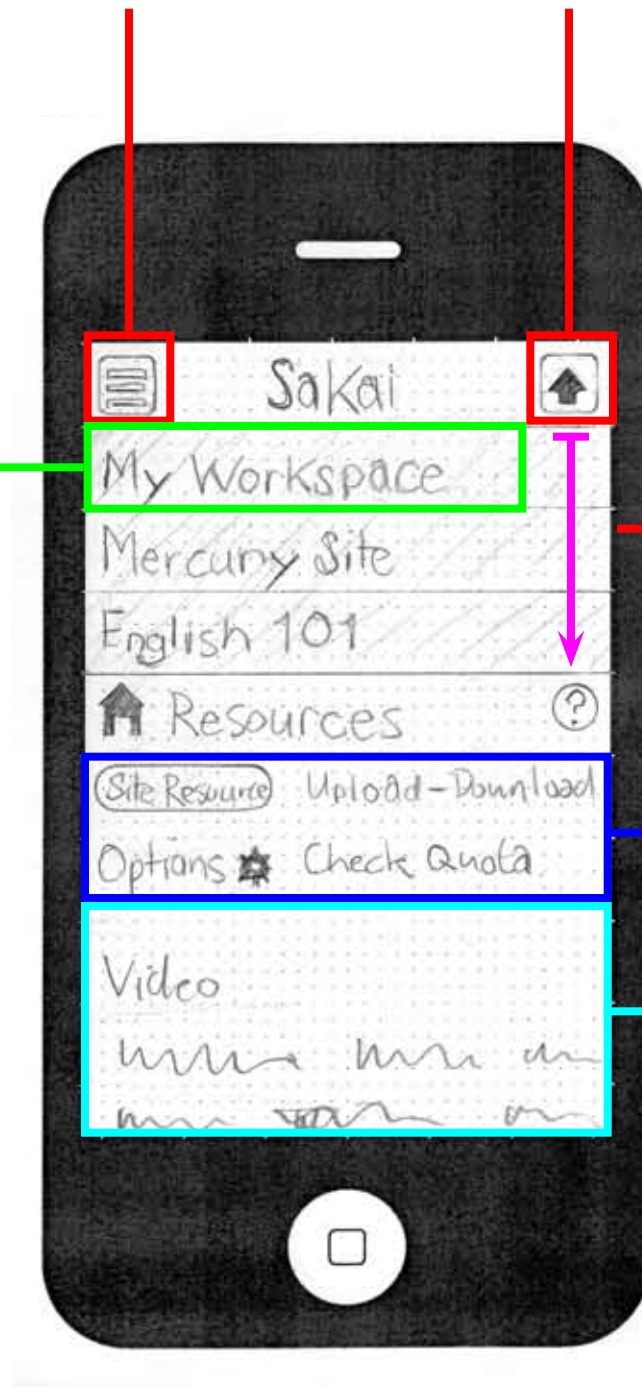 Sakai
My Workspace
Mercury Site
English 101
Resources ?
Site Resource Upload-Download
Options Check Quota
Video